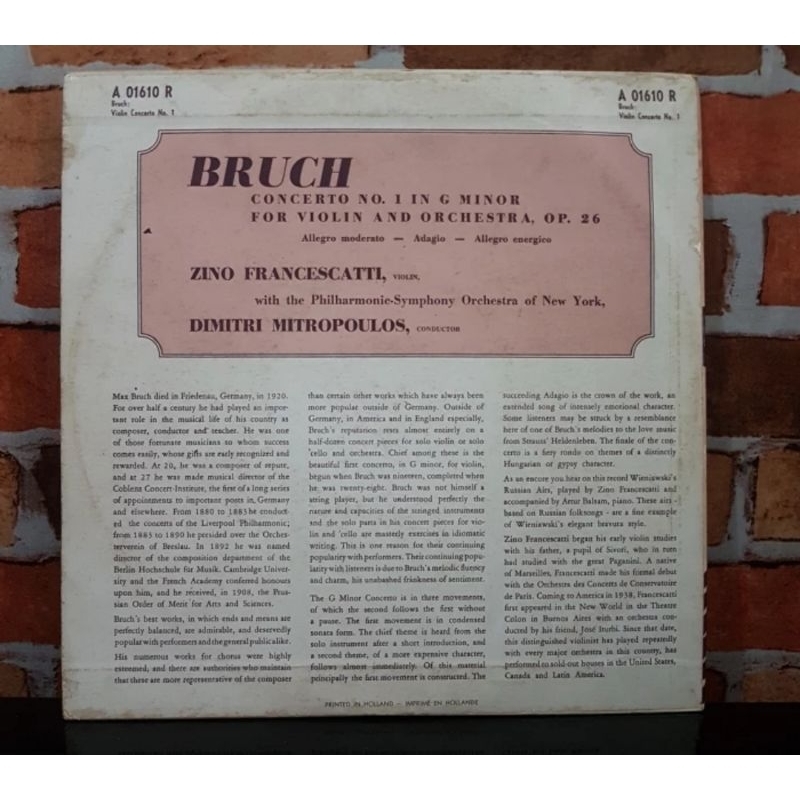 A 01610 R
Bruch:
Violin Concerto No. 1
A 01610 R
Bruch:
Violin Concerto No. 1
BRUCH
CONCERTO NO. 1 IN G MINOR
FOR VIOLIN AND ORCHESTRA, OP. 26
Allegro moderato — Adagio — Allegro energico
ZINO FRANCESCATTI, VIOLIN,
with the Philharmonic-Symphony Orchestra of New York,
DIMITRI MITROPOULOS, CONDUCTOR
Max Bruch died in Friedenau, Germany, in 1920.
For over half a century he had played an impor-
tant role in the musical life of his country as
composer, conductor and teacher. He was one
of those fortunate musicians to whom success
comes easily, whose gifts are early recognized and
rewarded. At 20, he was a composer of repute,
and at 27 he was made musical director of the
Coblenz Concert-Institute, the first of a long series
of appointments to important posts in Germany
and elsewhere. From 1880 to 1883 he conduct-
ed the concerts of the Liverpool Philharmonic;
from 1883 to 1890 he presided over the Orches-
terverein of Breslau. In 1892 he was named
director of the composition department of the
Berlin Hochschule für Musik. Cambridge Univer-
sity and the French Academy conferred honours
upon him, and he received, in 1908, the Prus-
sian Order of Merit for Arts and Sciences.
Bruch's best works, in which ends and means are
perfectly balanced, are admirable, and deservedly
popular with performers and the general public alike.
His numerous works for chorus were highly
esteemed, and there are authorities who maintain
that these are more representative of the composer
than certain other works which have always been
more popular outside of Germany. Outside of
Germany, in America and in England especially,
Bruch's reputation rests almost entirely on a
half-dozen concert pieces for solo violin or solo
'cello and orchestra. Chief among these is the
beautiful first concerto, in G minor, for violin,
begun when Bruch was nineteen, completed when
he was twenty-eight. Bruch was not himself a
string player, but he understood perfectly the
nature and capacities of the stringed instruments
and the solo parts in his concert pieces for vio-
lin and 'cello are masterly exercises in idiomatic
writing. This is one reason for their continuing
popularity with performers. Their continuing popu-
larity with listeners is due to Bruch's melodic fluency
and charm, his unabashed frankness of sentiment.
The G Minor Concerto is in three movements,
of which the second follows the first without
a pause. The first movement is in condensed
sonata form. The chief theme is heard from the
solo instrument after a short introduction, and
a second theme, of a more expensive character,
follows almost immediately. Of this material
principally the first movement is constructed. The
succeeding Adagio is the crown of the work, an
extended song of intensely emotional character.
Some listeners may be struck by a resemblance
here of one of Bruch's melodies to the love music
from Strauss' Heldenleben. The finale of the con-
certo is a fiery rondo on themes of a distinctly
Hungarian or gypsy character.
As an encore you hear on this record Wieniawski's
Russian Airs, played by Zino Francescatti and
accompanied by Artur Balsam, piano. These airs -
based on Russian folksongs - are a fine example
of Wieniawski's elegant bravura style.
Zino Francescatti began his early violin studies
with his father, a pupil of Sivori, who in turn
had studied with the great Paganini. A native
of Marseilles, Francescatti made his formal debut
with the Orchestra des Concerts de Conservatoire
de Paris. Coming to America in 1938, Francescatti
first appeared in the New World in the Theatre
Colon in Buenos Aires with an orchestra con-
ducted by his friend, José Iturbi. Since that date,
this distinguished violinist has played repeatedly
with every major orchestra in this country, has
performed to sold-out houses in the United States,
Canada and Latin America.
PRINTED IN HOLLAND — IMPRIMÉ EN HOLLANDE